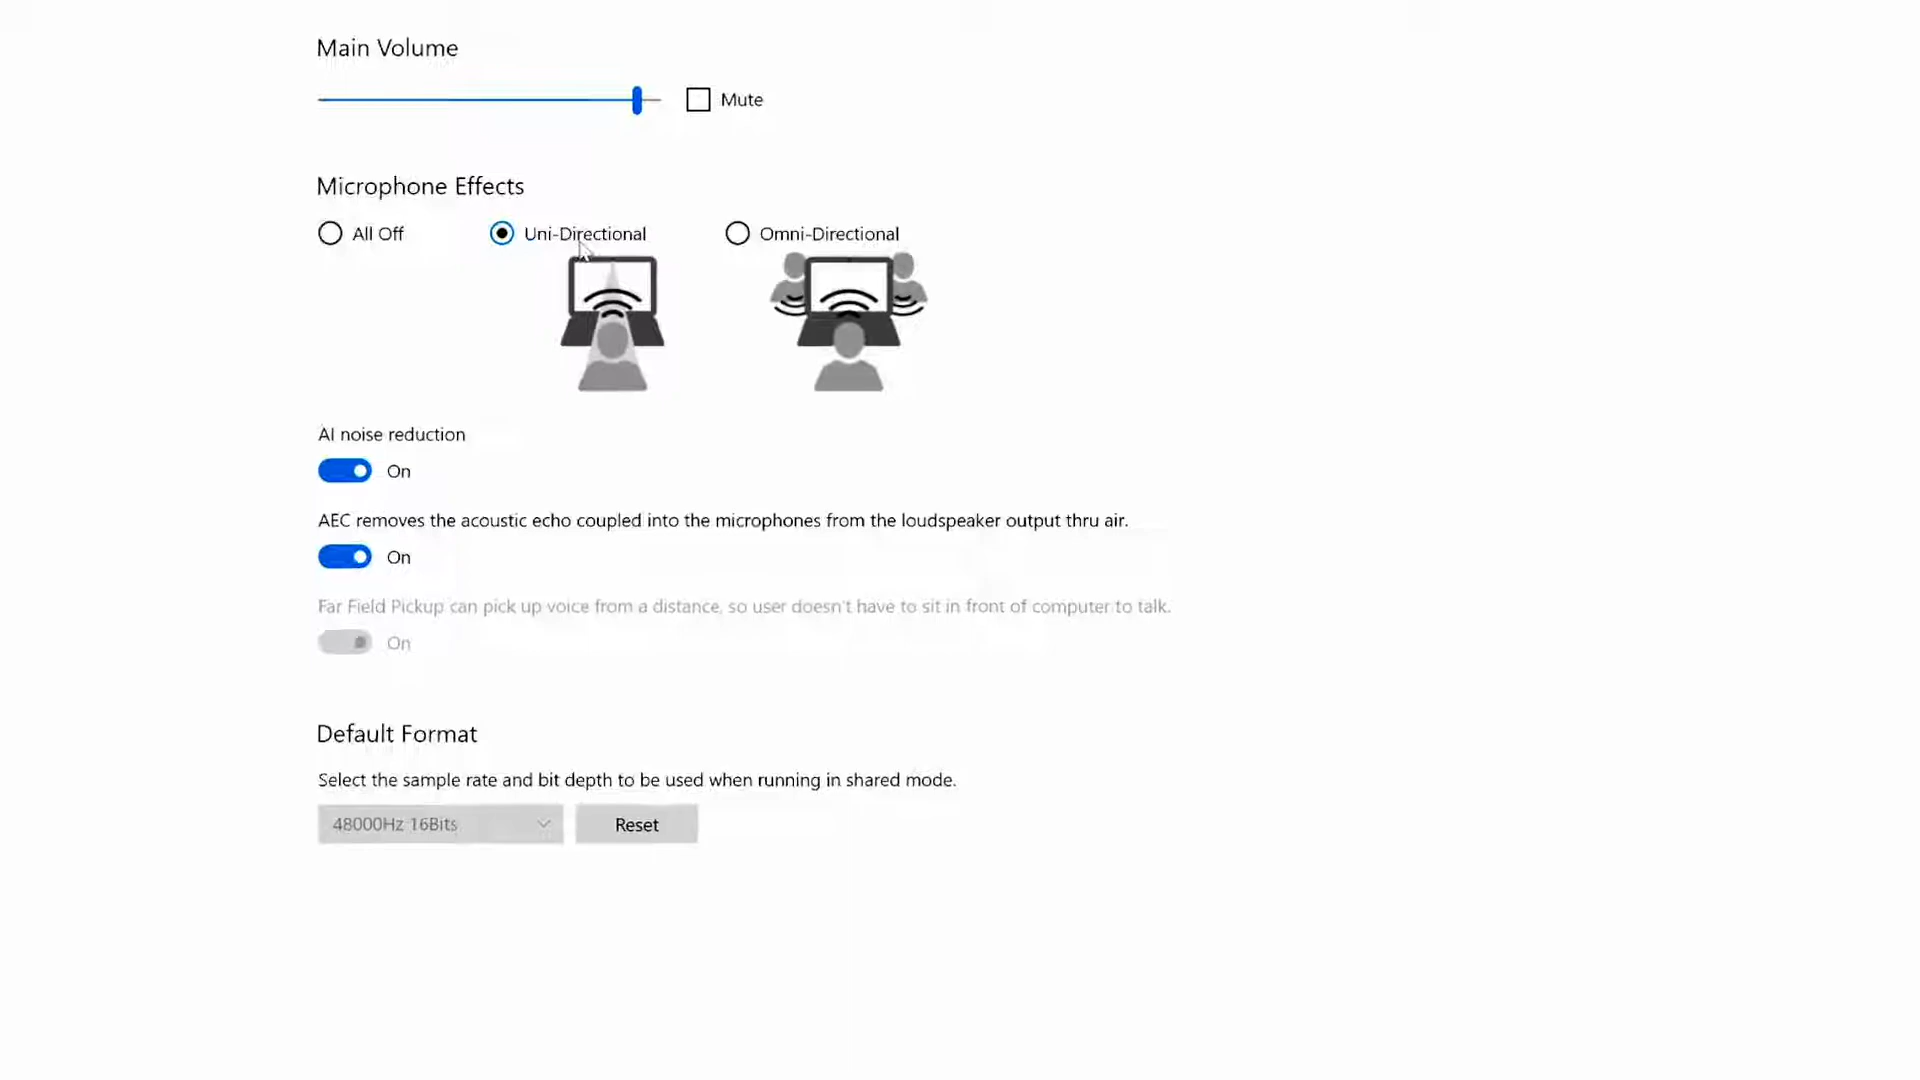 Main Volume
Mute
Microphone Effects
All Off
Uni-Directional
Omni-Directional
AI noise reduction
On
AEC removes the acoustic echo coupled into the microphones from the loudspeaker output thru air.
On
Far Field Pickup can pick up voice from a distance, so user doesn't have to sit in front of computer to talk.
On
Default Format
Select the sample rate and bit depth to be used when running in shared mode.
48000Hz 16Bits
Reset